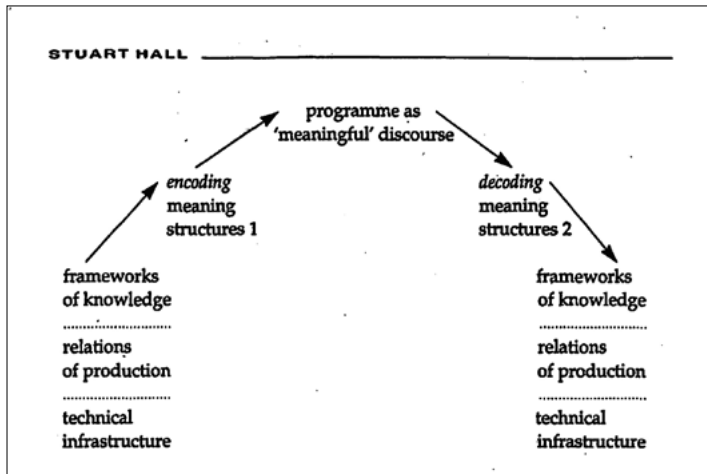 STUART HALL
programme as
'meaningful' discourse
encoding
meaning
structures 1
decoding
meaning
structures 2
frameworks
of knowledge
relations
of production
technical
infrastructure
frameworks
of knowledge
relations
of production
technical
infrastructure